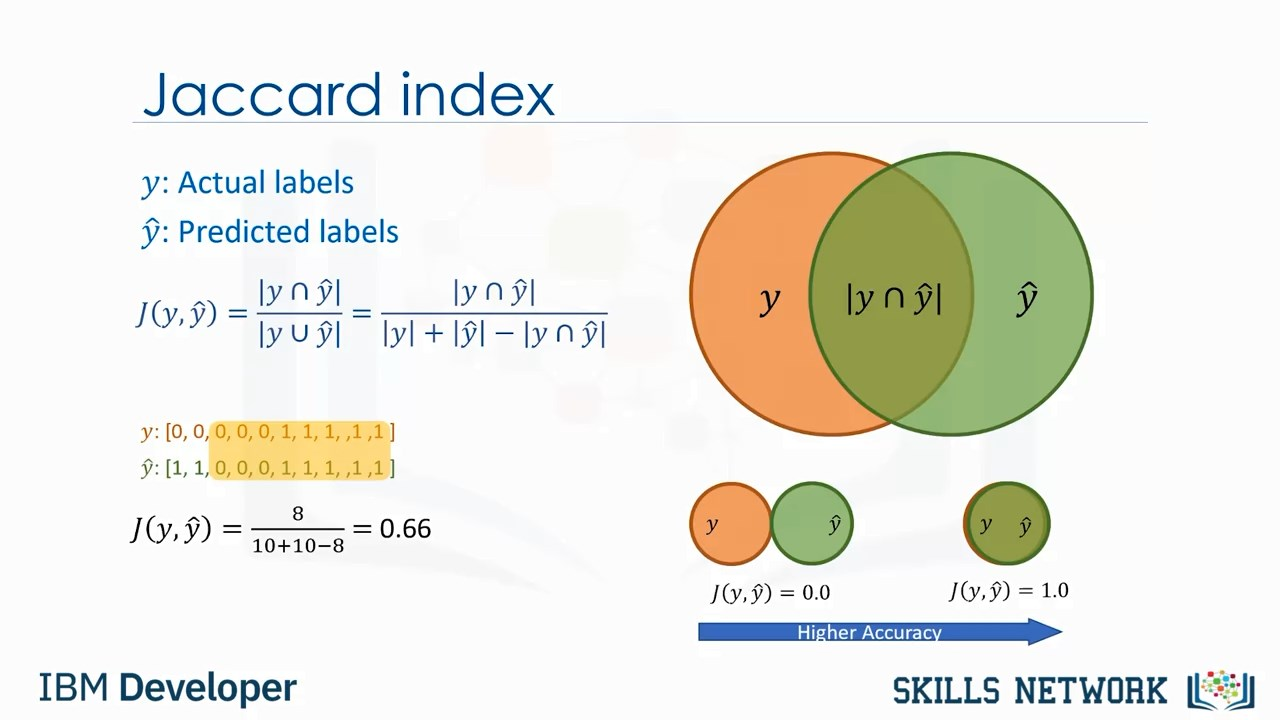 Jaccard index
y: Actual labels
ŷ: Predicted labels
J(y, ŷ) = |y ∩ ŷ| / |y ∪ ŷ| = |y ∩ ŷ| / |y| + |ŷ| − |y ∩ ŷ|
y: [0, 0, 0, 0, 0, 1, 1, 1, ,1 ,1 ]
ŷ: [1, 1, 0, 0, 0, 1, 1, 1, ,1 ,1 ]
J(y, ŷ) = 8 / 10+10−8 = 0.66
y |y ∩ ŷ| ŷ
y ŷ
J(y, ŷ) = 0.0
y ŷ
J(y, ŷ) = 1.0
Higher Accuracy
IBM Developer
SKILLS NETWORK